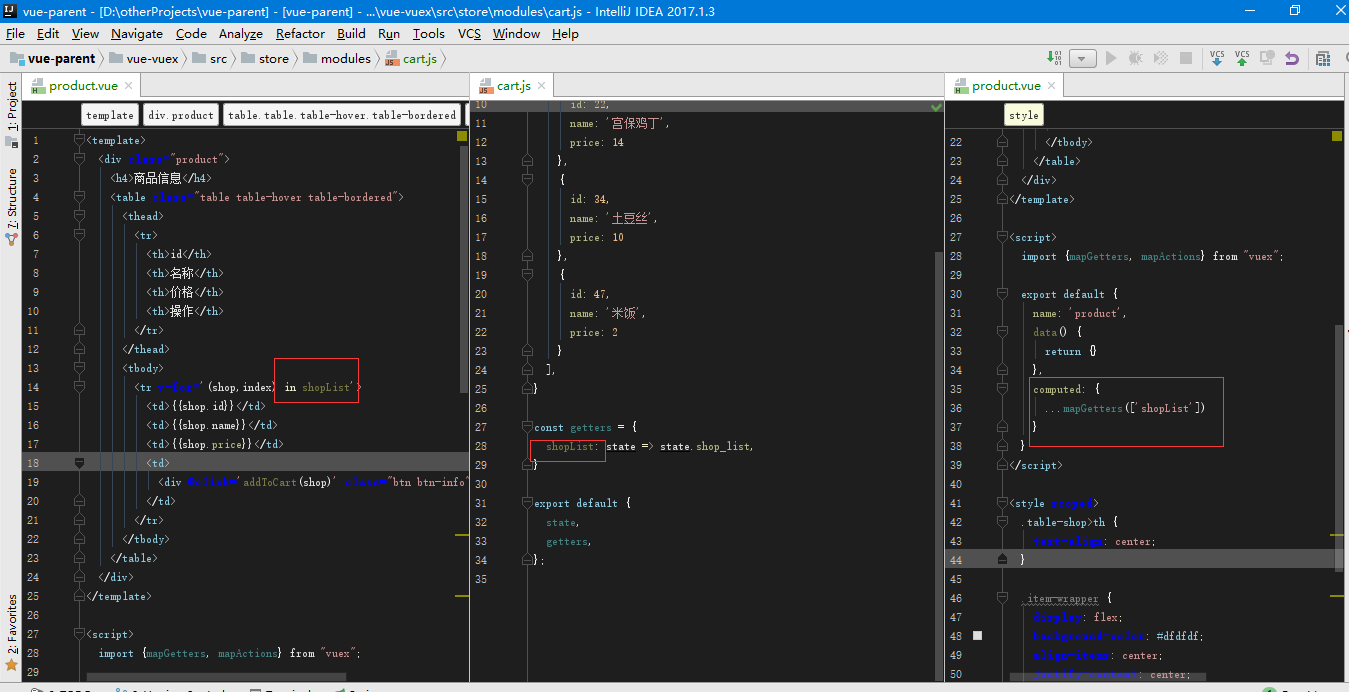 vue-parent - [D:\otherProjects\vue-parent] - [vue-parent] - ...\vue-vuex\src\store\modules\cart.js - IntelliJ IDEA 2017.1.3
File Edit View Navigate Code Analyze Refactor Build Run Tools VCS Window Help
vue-parent vue-vuex src store modules cart.js
VCS VCS
1: Project
7: Structure
2: Favorites
product.vue
template div.product table.table.table-hover.table-bordered
1 <template>
2 <div class="product">
3 <h4>商品信息</h4>
4 <table class="table table-hover table-bordered">
5 <thead>
6 <tr>
7 <th>id</th>
8 <th>名称</th>
9 <th>价格</th>
10 <th>操作</th>
11 </tr>
12 </thead>
13 <tbody>
14 <tr v-for='(shop,index) in shopList'>
15 <td>{{shop.id}}</td>
16 <td>{{shop.name}}</td>
17 <td>{{shop.price}}</td>
18 <td>
19 <div @click='addToCart(shop)' class="btn btn-info"
20 </td>
21 </tr>
22 </tbody>
23 </table>
24 </div>
25 </template>
26
27 <script>
28 import {mapGetters, mapActions} from "vuex";
29
cart.js
10 id: 22,
11 name: '宫保鸡丁',
12 price: 14
13 },
14 {
15 id: 34,
16 name: '土豆丝',
17 price: 10
18 },
19 {
20 id: 47,
21 name: '米饭',
22 price: 2
23 }
24 ],
25 }
26
27 const getters = {
28 shopList: state => state.shop_list,
29 }
30
31 export default {
32 state,
33 getters,
34 };
35
product.vue
style
22 </tbody>
23 </table>
24 </div>
25 </template>
26
27 <script>
28 import {mapGetters, mapActions} from "vuex";
29
30 export default {
31 name: 'product',
32 data() {
33 return {}
34 },
35 computed: {
36 ...mapGetters(['shopList'])
37 }
38 }
39 </script>
40
41 <style scoped>
42 .table-shop>th {
43 text-align: center;
44 }
45
46 .item-wrapper {
47 display: flex;
48 background-color: #dfdfdf;
49 align-items: center;
50 justify-content: center;